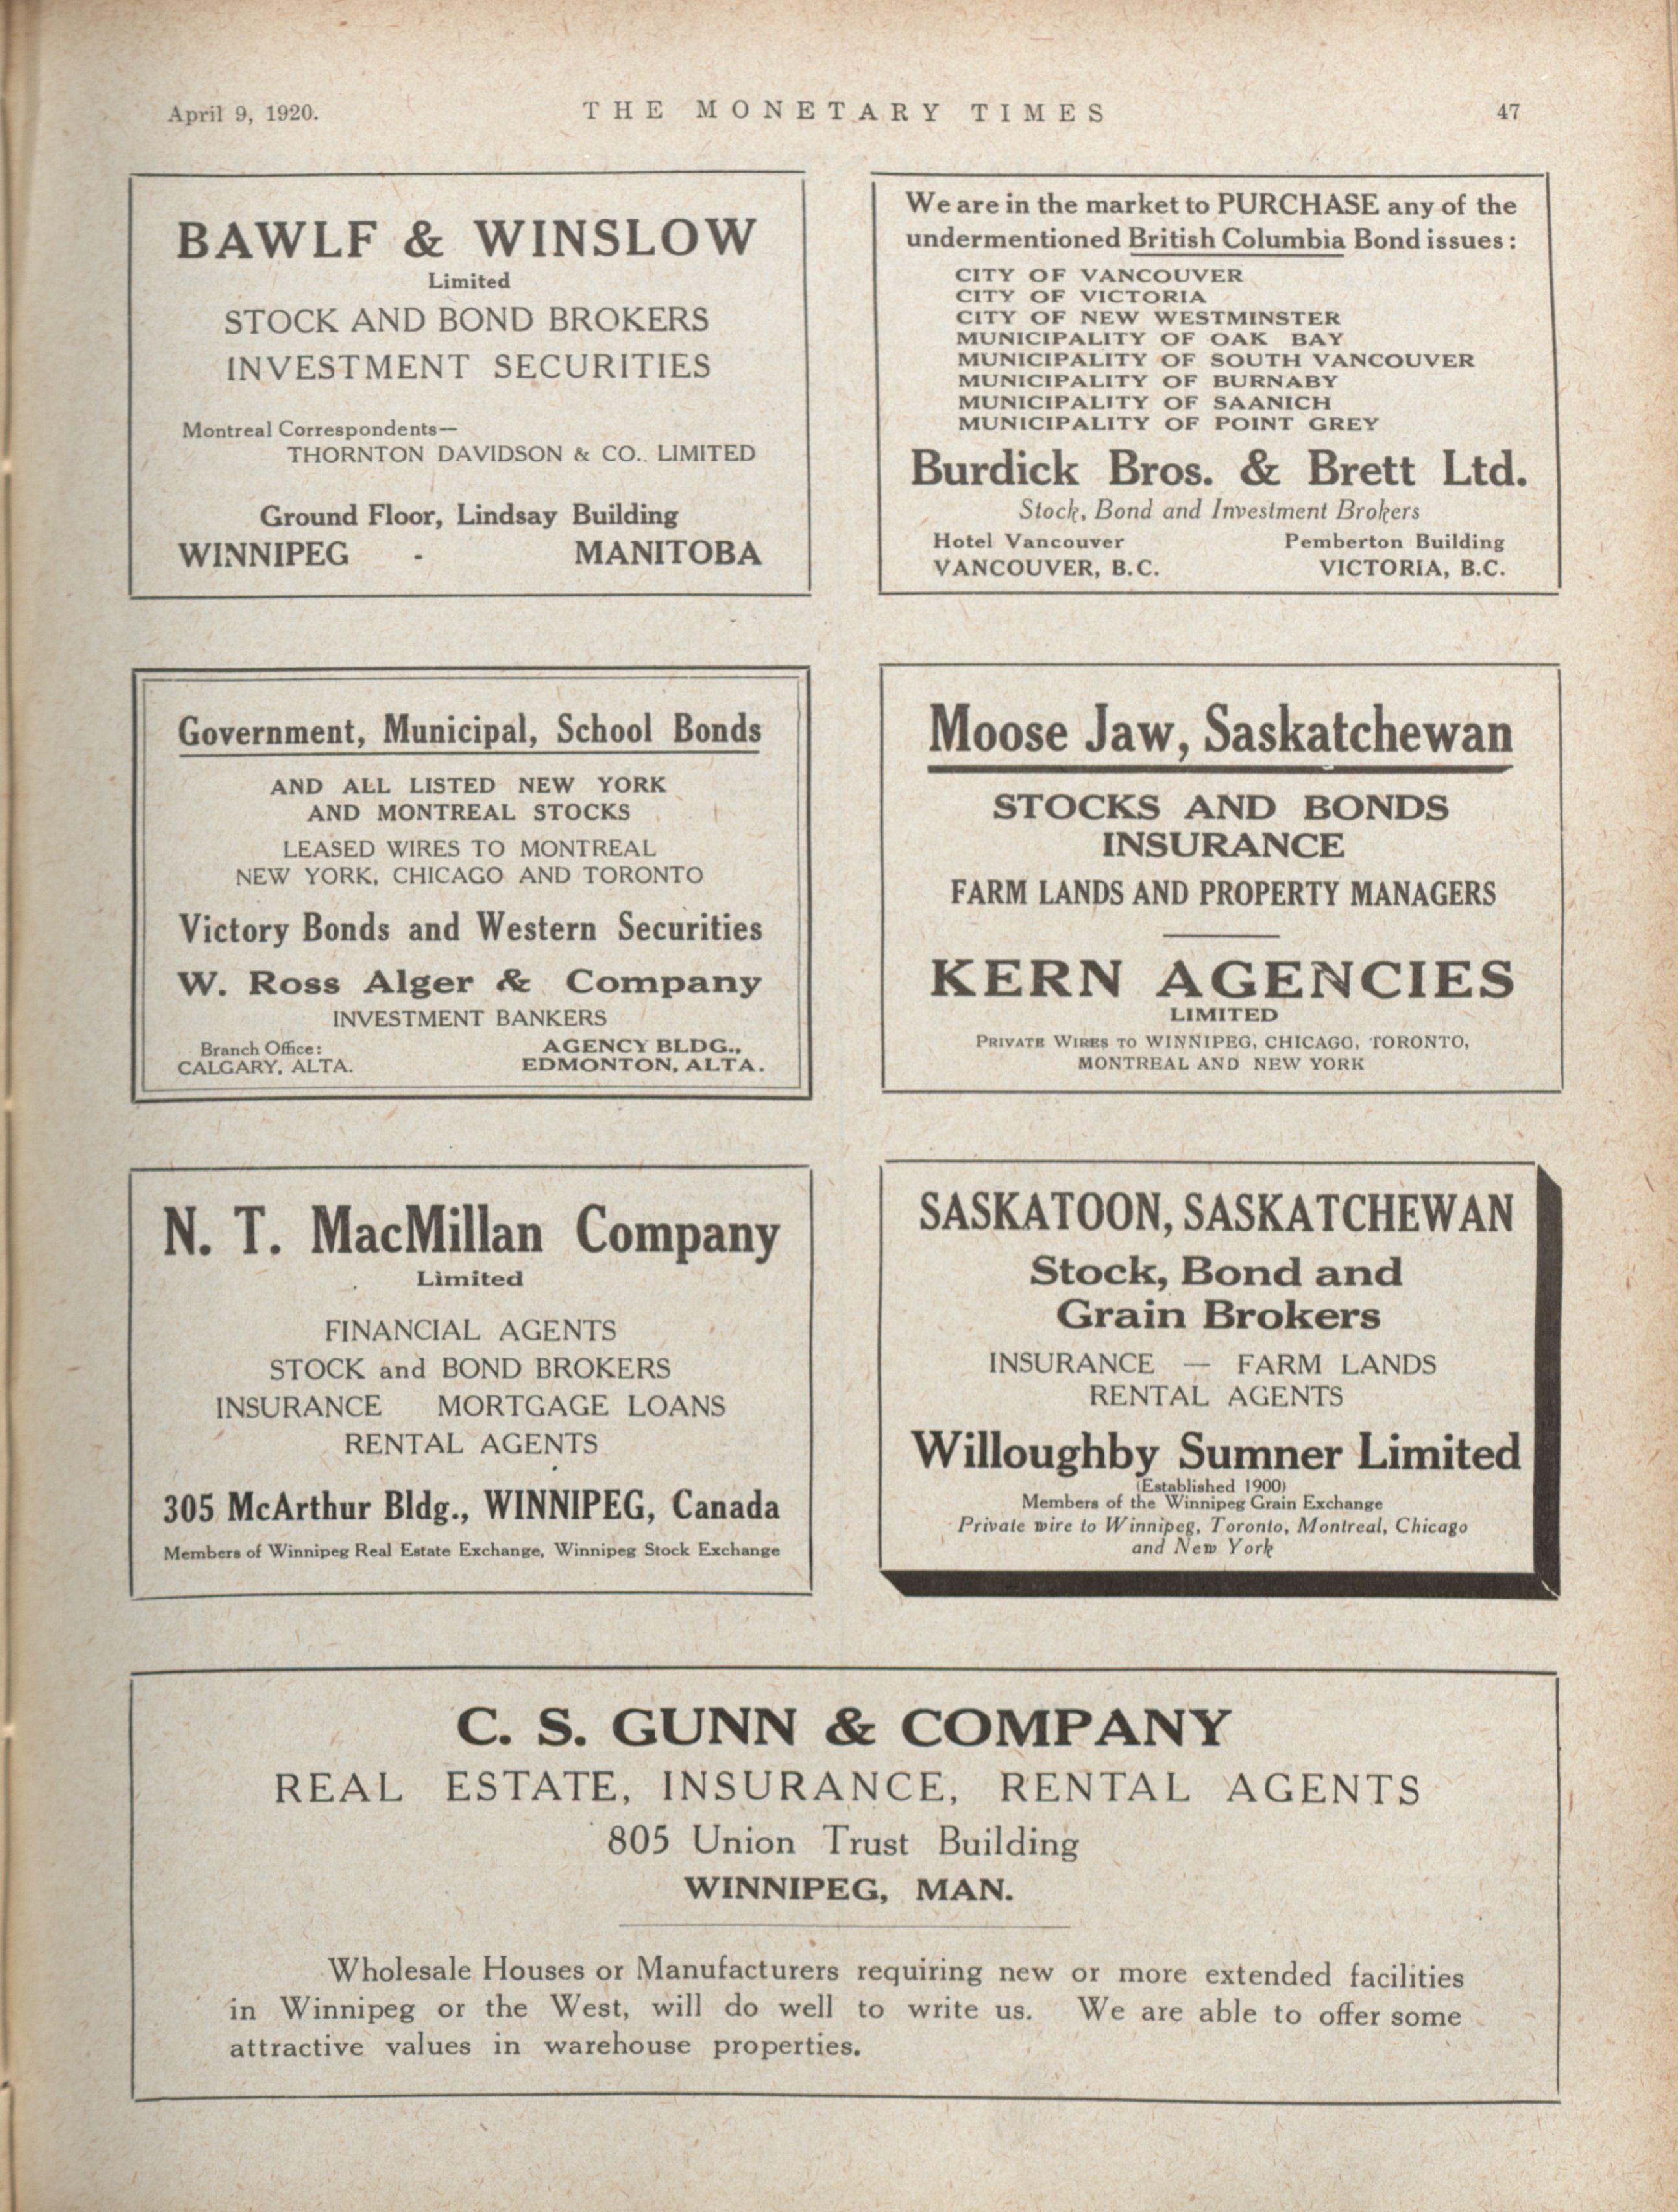 April 9, 1920.
THE MONETARY TIMES
47
BAWLF & WINSLOW
Limited
STOCK AND BOND BROKERS
INVESTMENT SECURITIES
Montreal Correspondents—
THORNTON DAVIDSON & CO., LIMITED
Ground Floor, Lindsay Building
WINNIPEG - MANITOBA
We are in the market to PURCHASE any of the
undermentioned British Columbia Bond issues:
CITY OF VANCOUVER
CITY OF VICTORIA
CITY OF NEW WESTMINSTER
MUNICIPALITY OF OAK BAY
MUNICIPALITY OF SOUTH VANCOUVER
MUNICIPALITY OF BURNABY
MUNICIPALITY OF SAANICH
MUNICIPALITY OF POINT GREY
Burdick Bros. & Brett Ltd.
Stock, Bond and Investment Brokers
Hotel Vancouver Pemberton Building
VANCOUVER, B.C. VICTORIA, B.C.
Government, Municipal, School Bonds
AND ALL LISTED NEW YORK
AND MONTREAL STOCKS
LEASED WIRES TO MONTREAL
NEW YORK, CHICAGO AND TORONTO
Victory Bonds and Western Securities
W. Ross Alger & Company
INVESTMENT BANKERS
Branch Office: AGENCY BLDG.,
CALGARY, ALTA. EDMONTON, ALTA.
Moose Jaw, Saskatchewan
STOCKS AND BONDS
INSURANCE
FARM LANDS AND PROPERTY MANAGERS
KERN AGENCIES
LIMITED
PRIVATE WIRES TO WINNIPEG, CHICAGO, TORONTO,
MONTREAL AND NEW YORK
N. T. MacMillan Company
Limited
FINANCIAL AGENTS
STOCK and BOND BROKERS
INSURANCE MORTGAGE LOANS
RENTAL AGENTS
305 McArthur Bldg., WINNIPEG, Canada
Members of Winnipeg Real Estate Exchange, Winnipeg Stock Exchange
SASKATOON, SASKATCHEWAN
Stock, Bond and
Grain Brokers
INSURANCE — FARM LANDS
RENTAL AGENTS
Willoughby Sumner Limited
(Established 1900)
Members of the Winnipeg Grain Exchange
Private wire to Winnipeg, Toronto, Montreal, Chicago
and New York
C. S. GUNN & COMPANY
REAL ESTATE, INSURANCE, RENTAL AGENTS
805 Union Trust Building
WINNIPEG, MAN.
Wholesale Houses or Manufacturers requiring new or more extended facilities
in Winnipeg or the West, will do well to write us. We are able to offer some
attractive values in warehouse properties.